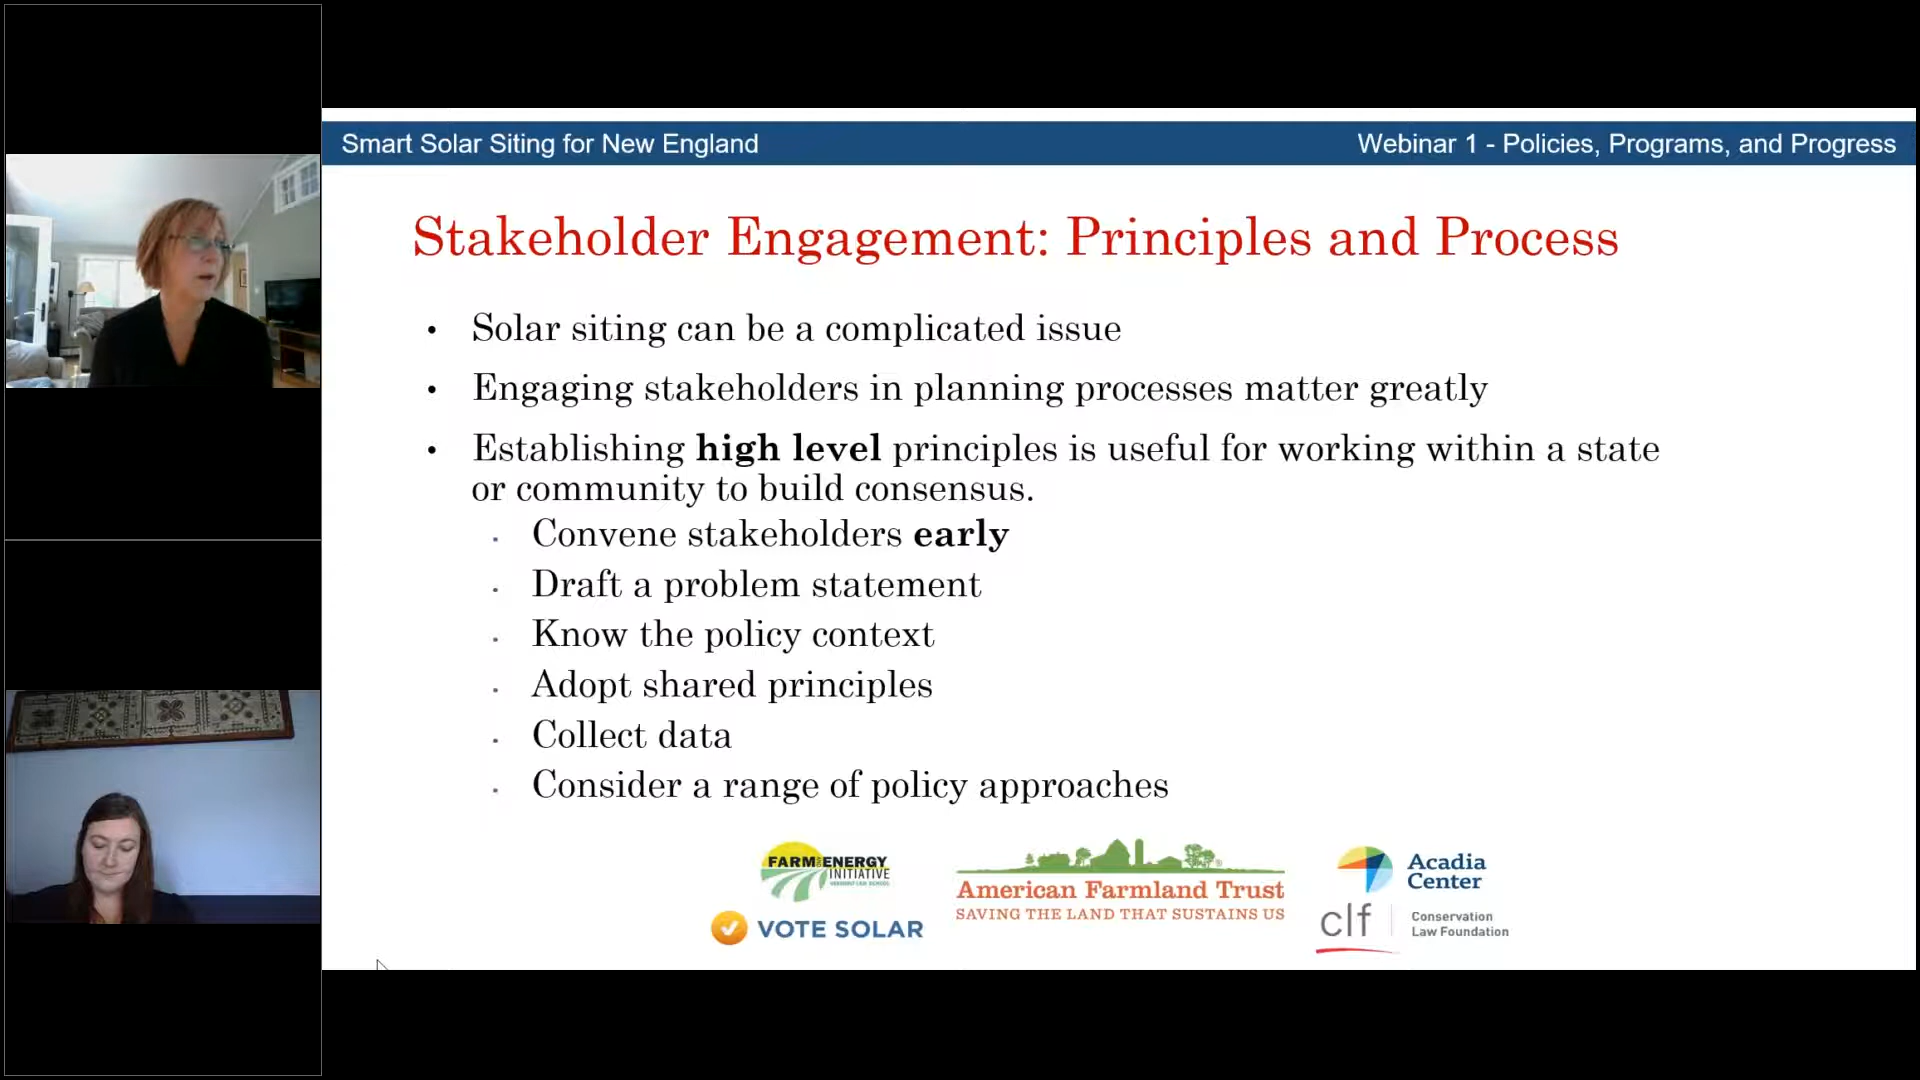 Smart Solar Siting for New England
Webinar 1 - Policies, Programs, and Progress
Stakeholder Engagement: Principles and Process
• Solar siting can be a complicated issue
• Engaging stakeholders in planning processes matter greatly
• Establishing high level principles is useful for working within a state
or community to build consensus.
• Convene stakeholders early
• Draft a problem statement
• Know the policy context
• Adopt shared principles
• Collect data
• Consider a range of policy approaches
FARM AND ENERGY
INITIATIVE
VERMONT LAW SCHOOL
VOTE SOLAR
American Farmland Trust
SAVING THE LAND THAT SUSTAINS US
Acadia
Center
clf
Conservation
Law Foundation